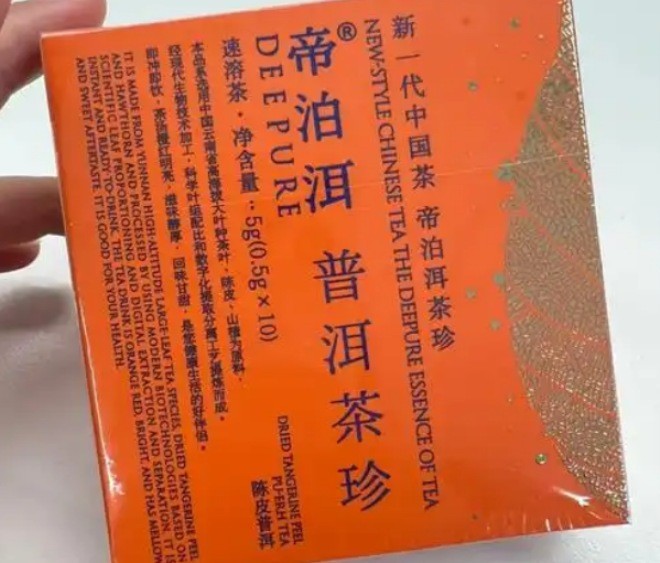 新一代中国茶 帝泊洱茶珍
NEW-STYLE CHINESE TEA THE DEEPURE ESSENCE OF TEA
帝泊洱® 普洱茶珍
DEEPURE
速溶茶·净含量：5g(0.5g×10)
DRIED TANGERINE PEEL
PU-ER.H TEA
陈皮普洱
本品系选用中国云南省高海拔大叶种茶叶，陈皮，山楂为原料，
经现代生物技术加工，科学叶组配比和数字化提取分离工艺提炼而成。
即冲即饮，茶汤橙红明亮，滋味醇厚，回味甘甜，是您健康生活的好伴侣。
IT IS MADE FROM YUNNAN HIGH-ALTITUDE LARGE-LEAF TEA SPECIES, DRIED TANGERINE PEEL
AND HAWTHORN AND PROCESSED BY USING MODERN BIOTECHNOLOGIES BASED ON
SCIENTIFIC LEAF PROPORTIONING AND DIGITAL EXTRACTION AND SEPARATION. IT IS
INSTANT AND READY-TO-DRINK. THE TEA DRINK IS ORANGE RED, BRIGHT, AND HAS MELLOW
AND SWEET AFTERTASTE. IT IS GOOD FOR YOUR HEALTH.